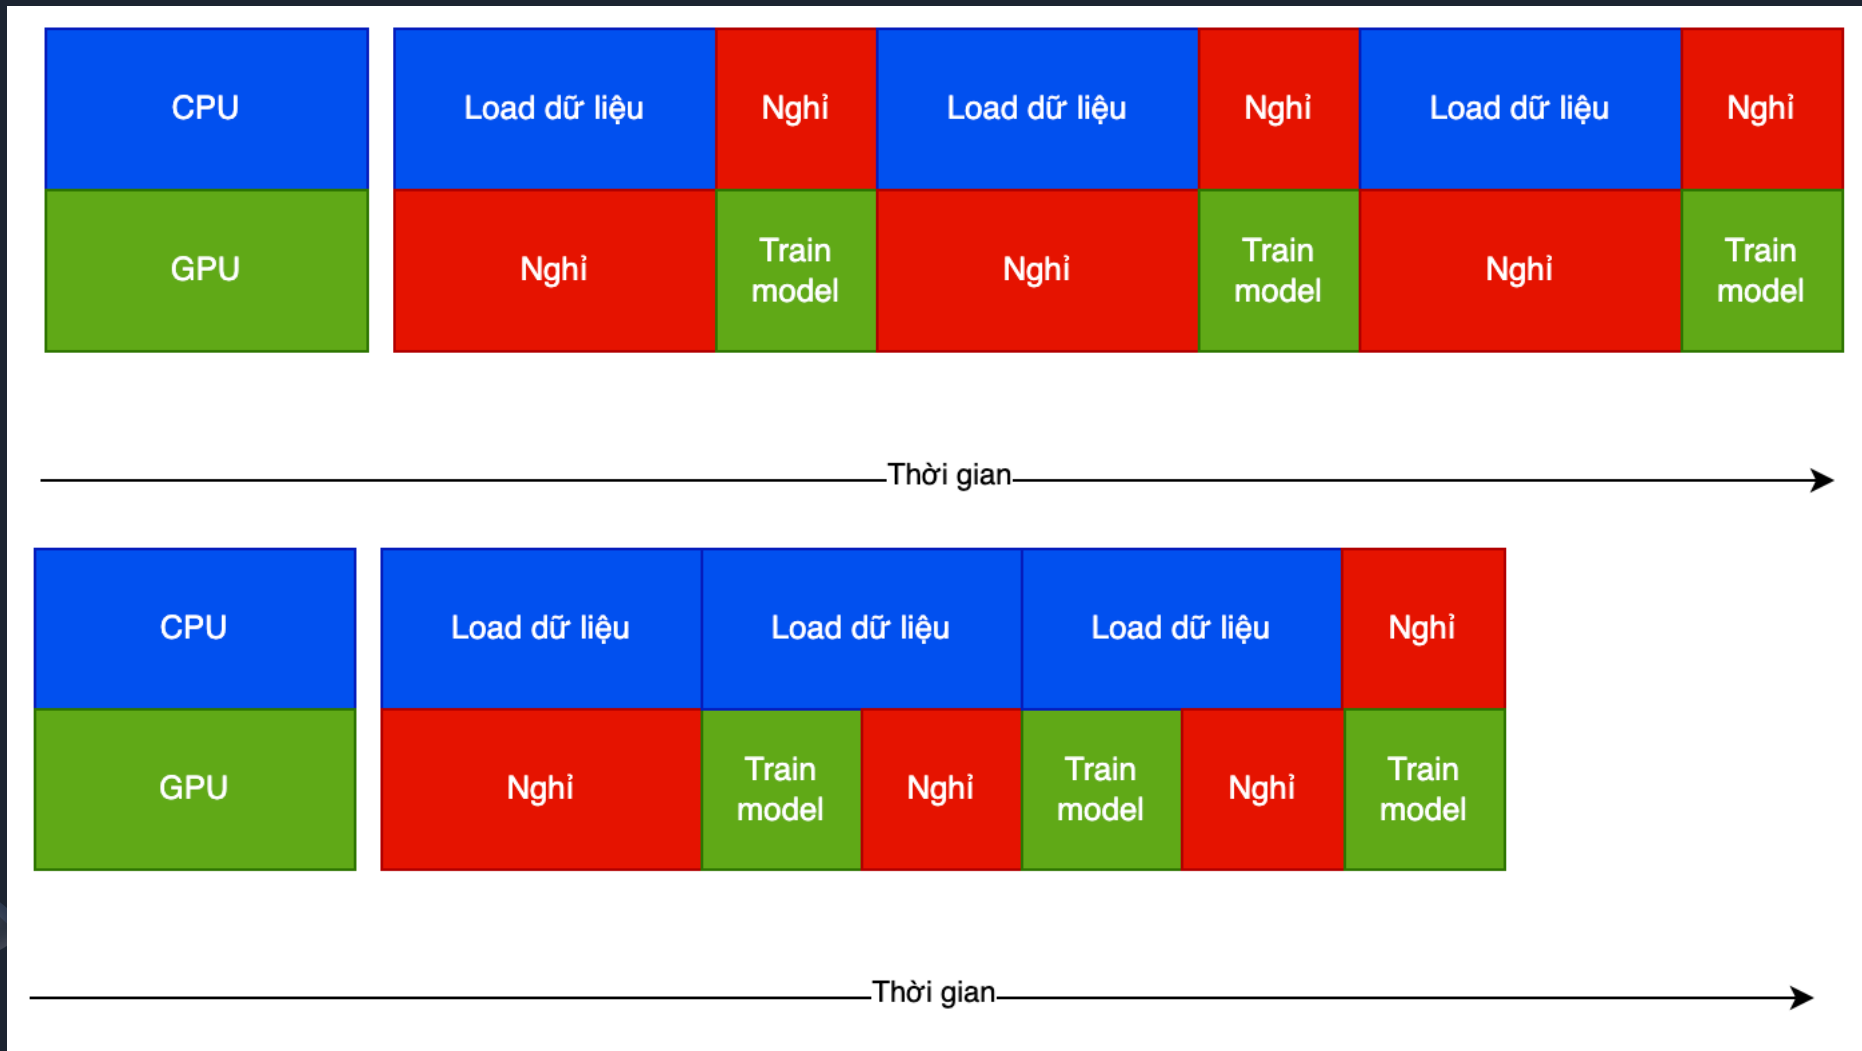 CPU
Load dữ liệu
Nghỉ
Load dữ liệu
Nghỉ
Load dữ liệu
Nghỉ
GPU
Nghỉ
Train
model
Nghỉ
Train
model
Nghỉ
Train
model
Thời gian
CPU
Load dữ liệu
Load dữ liệu
Load dữ liệu
Nghỉ
GPU
Nghỉ
Train
model
Nghỉ
Train
model
Nghỉ
Train
model
Thời gian